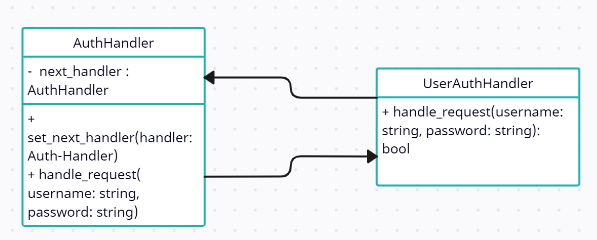 AuthHandler
- next_handler :
AuthHandler
+
set_next_handler(handler:
Auth-Handler)
+ handle_request(
username: string,
password: string)
UserAuthHandler
+ handle_request(username:
string, password: string):
bool